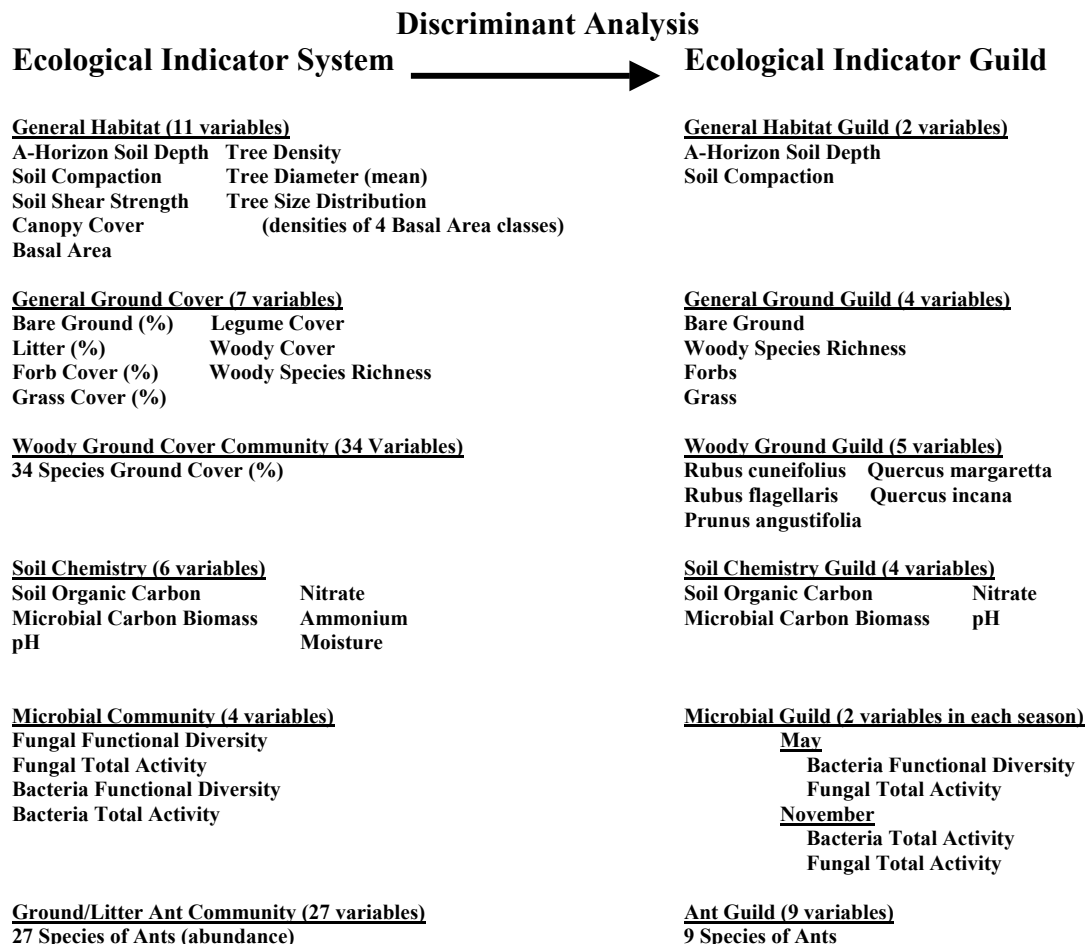 Discriminant Analysis
Ecological Indicator System Ecological Indicator Guild
General Habitat (11 variables)
A-Horizon Soil Depth Tree Density
Soil Compaction Tree Diameter (mean)
Soil Shear Strength Tree Size Distribution
Canopy Cover (densities of 4 Basal Area classes)
Basal Area
General Habitat Guild (2 variables)
A-Horizon Soil Depth
Soil Compaction
General Ground Cover (7 variables)
Bare Ground (%) Legume Cover
Litter (%) Woody Cover
Forb Cover (%) Woody Species Richness
Grass Cover (%)
General Ground Guild (4 variables)
Bare Ground
Woody Species Richness
Forbs
Grass
Woody Ground Cover Community (34 Variables)
34 Species Ground Cover (%)
Woody Ground Guild (5 variables)
Rubus cuneifolius Quercus margaretta
Rubus flagellaris Quercus incana
Prunus angustifolia
Soil Chemistry (6 variables)
Soil Organic Carbon Nitrate
Microbial Carbon Biomass Ammonium
pH Moisture
Soil Chemistry Guild (4 variables)
Soil Organic Carbon Nitrate
Microbial Carbon Biomass pH
Microbial Community (4 variables)
Fungal Functional Diversity
Fungal Total Activity
Bacteria Functional Diversity
Bacteria Total Activity
Microbial Guild (2 variables in each season)
May
Bacteria Functional Diversity
Fungal Total Activity
November
Bacteria Total Activity
Fungal Total Activity
Ground/Litter Ant Community (27 variables)
27 Species of Ants (abundance)
Ant Guild (9 variables)
9 Species of Ants